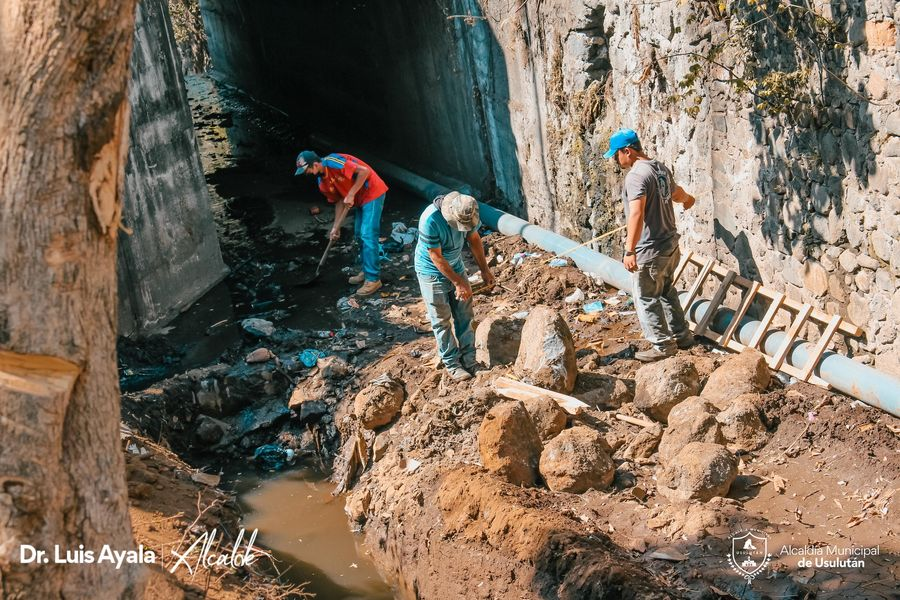 Dr. Luis Ayala
Alcalde
Alcaldía Municipal
de Usulután